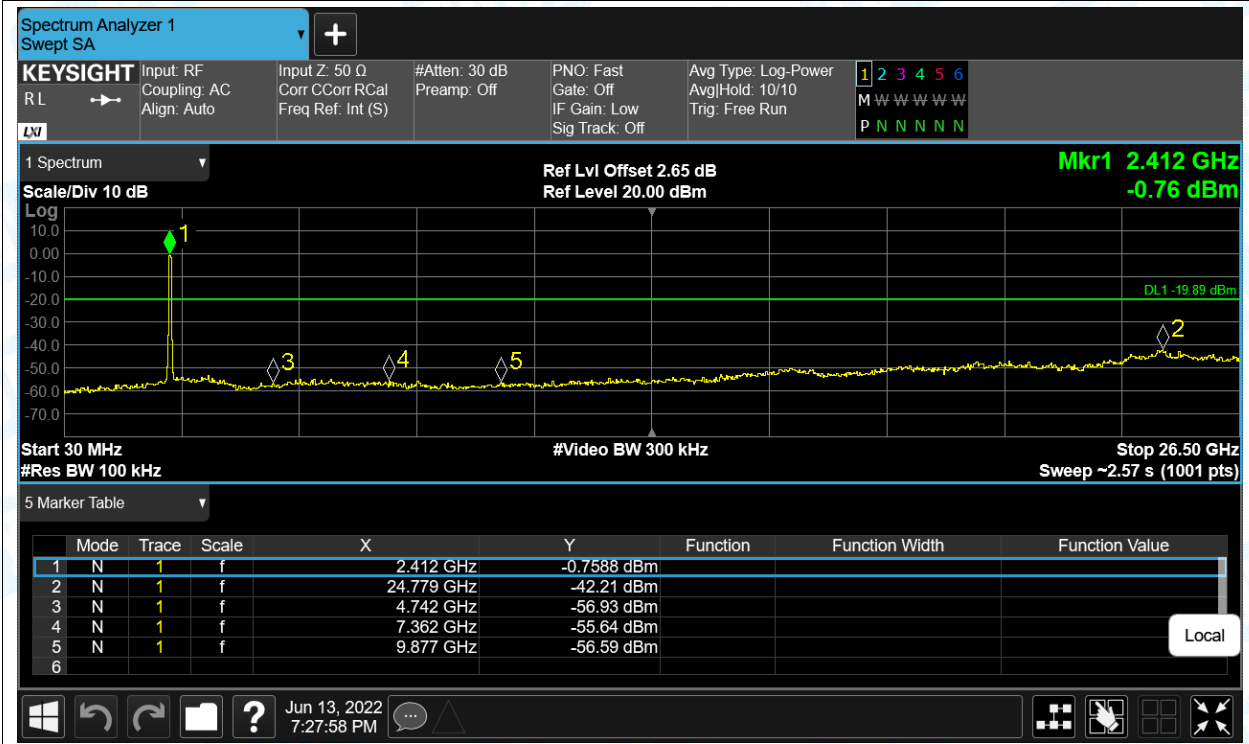 Spectrum Analyzer 1
Swept SA
+
KEYSIGHT Input: RF Input Z: 50 Ω #Atten: 30 dB PNO: Fast Avg Type: Log-Power 1 2 3 4 5 6
R L Coupling: AC Corr CCorr RCal Preamp: Off Gate: Off Avg|Hold: 10/10 M W W W W W
Align: Auto Freq Ref: Int (S) IF Gain: Low Trig: Free Run
LXI Sig Track: Off P N N N N N
1 Spectrum Ref Lvl Offset 2.65 dB Mkr1 2.412 GHz
Scale/Div 10 dB Ref Level 20.00 dBm -0.76 dBm
Log
10.0 1
0.00
-10.0
DL1 -19.89 dBm
-20.0
-30.0 2
-40.0
-50.0 3 4 5
-60.0
-70.0
Start 30 MHz #Video BW 300 kHz Stop 26.50 GHz
#Res BW 100 kHz Sweep ~2.57 s (1001 pts)
5 Marker Table
Mode Trace Scale X Y Function Function Width Function Value
1 N 1 f 2.412 GHz -0.7588 dBm
2 N 1 f 24.779 GHz -42.21 dBm
3 N 1 f 4.742 GHz -56.93 dBm
4 N 1 f 7.362 GHz -55.64 dBm
5 N 1 f 9.877 GHz -56.59 dBm
6
Local
? Jun 13, 2022
7:27:58 PM